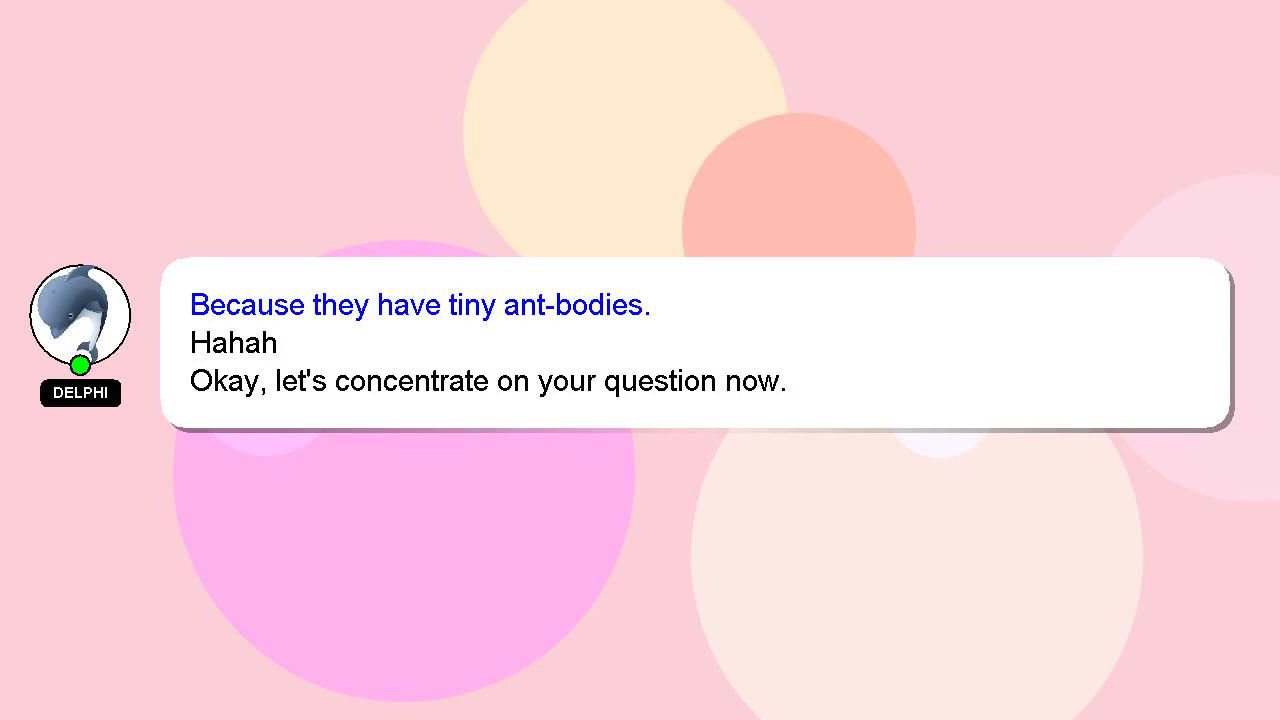 Because they have tiny ant-bodies.
Hahah
Okay, let's concentrate on your question now.
DELPHI